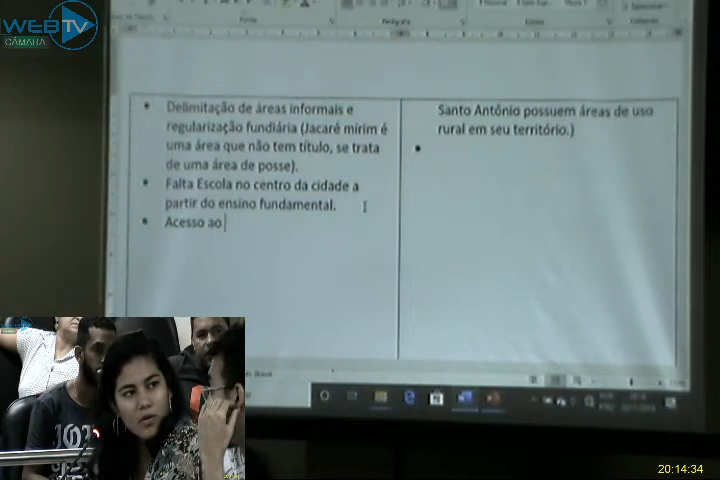 WEBTV
CÂMARA
Delimitação de áreas informais e
regularização fundiária (Jacaré mirim é
uma área que não tem título, se trata
de uma área de posse).
Falta Escola no centro da cidade a
partir do ensino fundamental.
Acesso ao
Santo Antônio possuem áreas de uso
rural em seu território.)
20:14:34